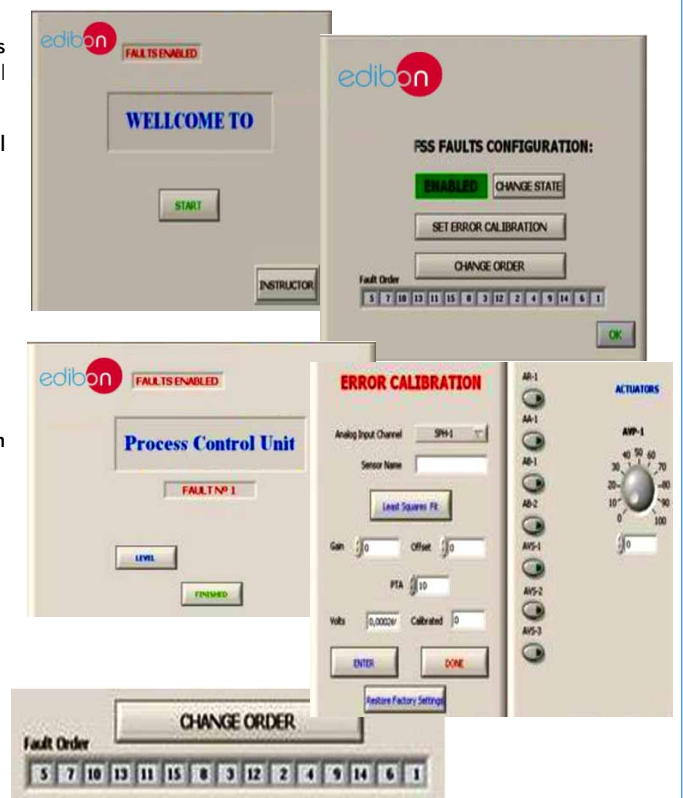 s
l
l
n
edibon
FAULTS ENABLED
WELLCOME TO
START
INSTRUCTOR
edibon
PSS FAULTS CONFIGURATION:
ENABLED CHANGE STATE
SET ERROR CALIBRATION
CHANGE ORDER
Fault Order
5 7 10 13 11 15 8 3 12 2 4 9 14 6 1
OK
edibon
FAULTS ENABLED
Process Control Unit
FAULT Nº 1
LEVEL
FINISHED
ERROR CALIBRATION
Analog Input Channel SPH-1
Sensor Name
Least Squares Fit
Gain 0 Offset 0
PTA 10
Volts 0,00026 Calibrated 0
ENTER DONE
Restore Factory Settings
AR-1
AA-1
AB-1
AB-2
AVS-1
AVS-2
AVS-3
ACTUATORS
AVP-1
0 10 20 30 40 50 60 70 80 90 100
0
CHANGE ORDER
Fault Order
5 7 10 13 11 15 8 3 12 2 4 9 14 6 1